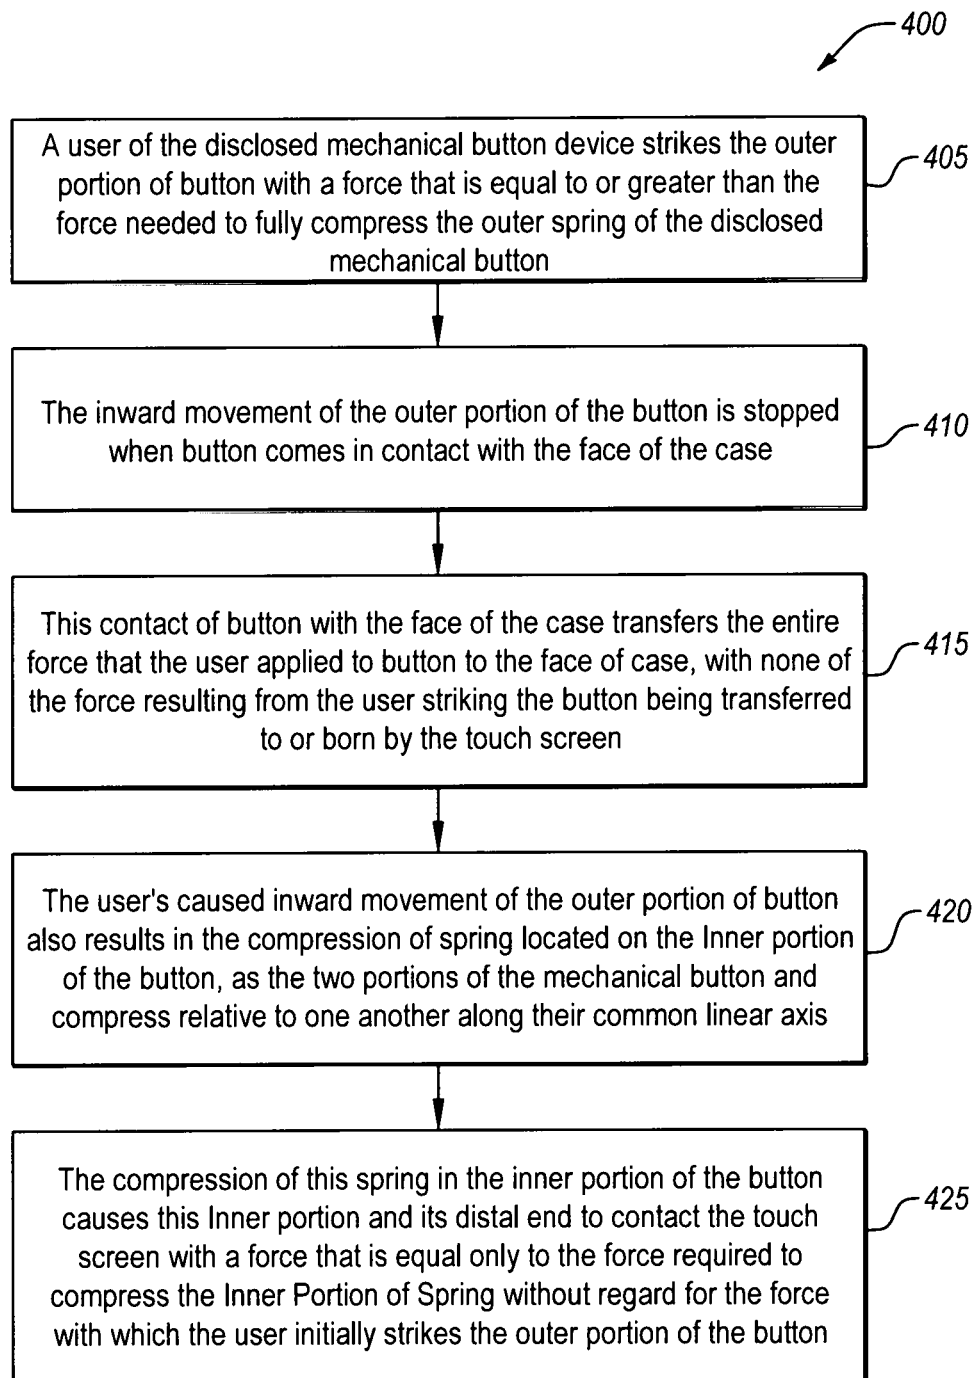 400
A user of the disclosed mechanical button device strikes the outer
portion of button with a force that is equal to or greater than the
force needed to fully compress the outer spring of the disclosed
mechanical button
405
The inward movement of the outer portion of the button is stopped
when button comes in contact with the face of the case
410
This contact of button with the face of the case transfers the entire
force that the user applied to button to the face of case, with none of
the force resulting from the user striking the button being transferred
to or born by the touch screen
415
The user's caused inward movement of the outer portion of button
also results in the compression of spring located on the Inner portion
of the button, as the two portions of the mechanical button and
compress relative to one another along their common linear axis
420
The compression of this spring in the inner portion of the button
causes this Inner portion and its distal end to contact the touch
screen with a force that is equal only to the force required to
compress the Inner Portion of Spring without regard for the force
with which the user initially strikes the outer portion of the button
425